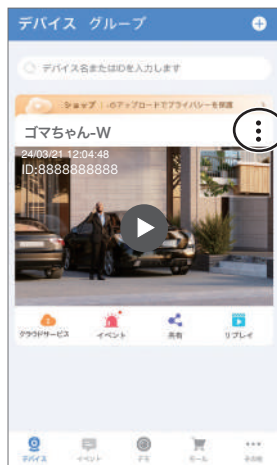 デバイス グループ
デバイス名またはIDを入力します
ショップ
アップロードでプライバシーを保護
ゴマちゃん-W
24/03/21 12:04:48
ID:8888888888
クラウドサービス イベント 共有 リプレイ
デバイス イベント デモ モール その他